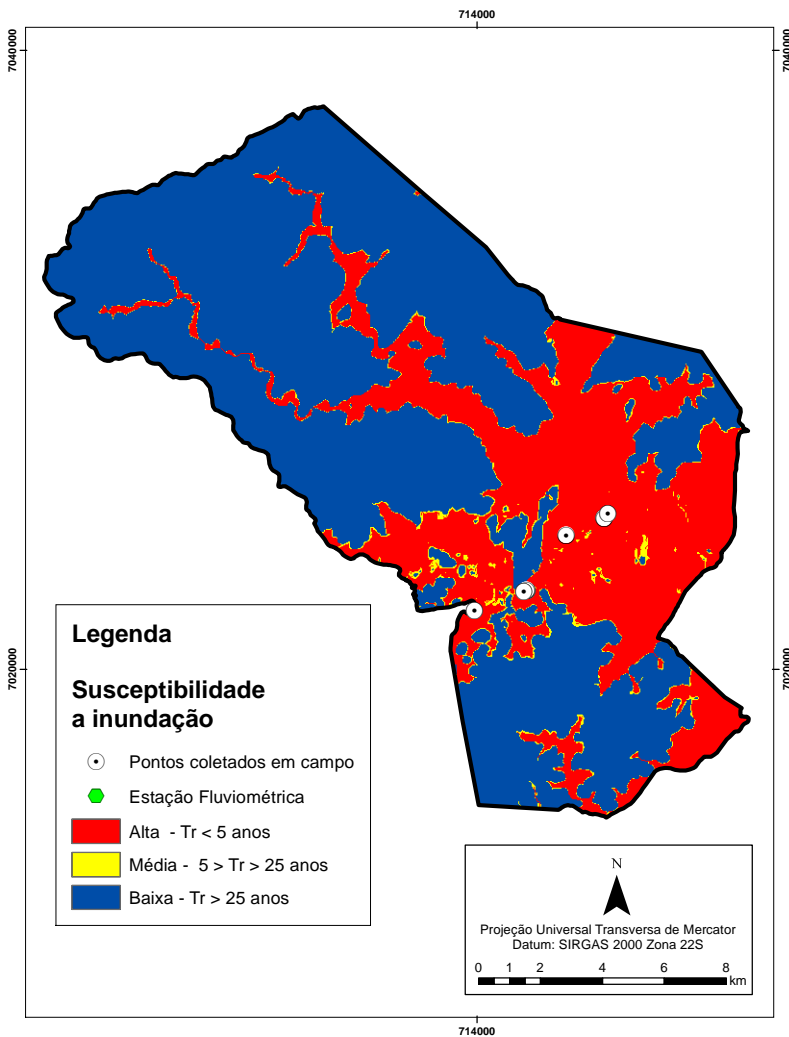 714000
7040000
7040000
Legenda
Susceptibilidade
a inundação
Pontos coletados em campo
Estação Fluviométrica
Alta - Tr < 5 anos
Média - 5 > Tr > 25 anos
Baixa - Tr > 25 anos
7020000
7020000
N
Projeção Universal Transversa de Mercator
Datum: SIRGAS 2000 Zona 22S
0 1 2 4 6 8
km
714000